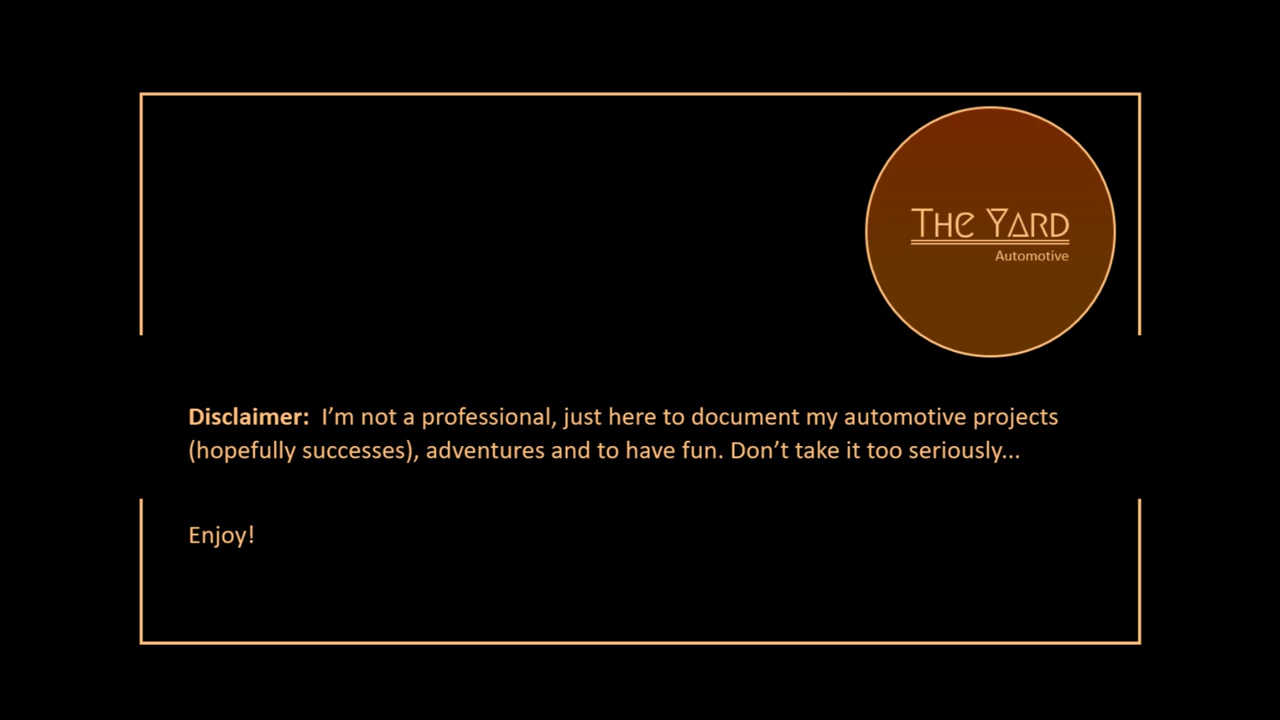 The Yard
Automotive
Disclaimer: I'm not a professional, just here to document my automotive projects
(hopefully successes), adventures and to have fun. Don't take it too seriously...
Enjoy!